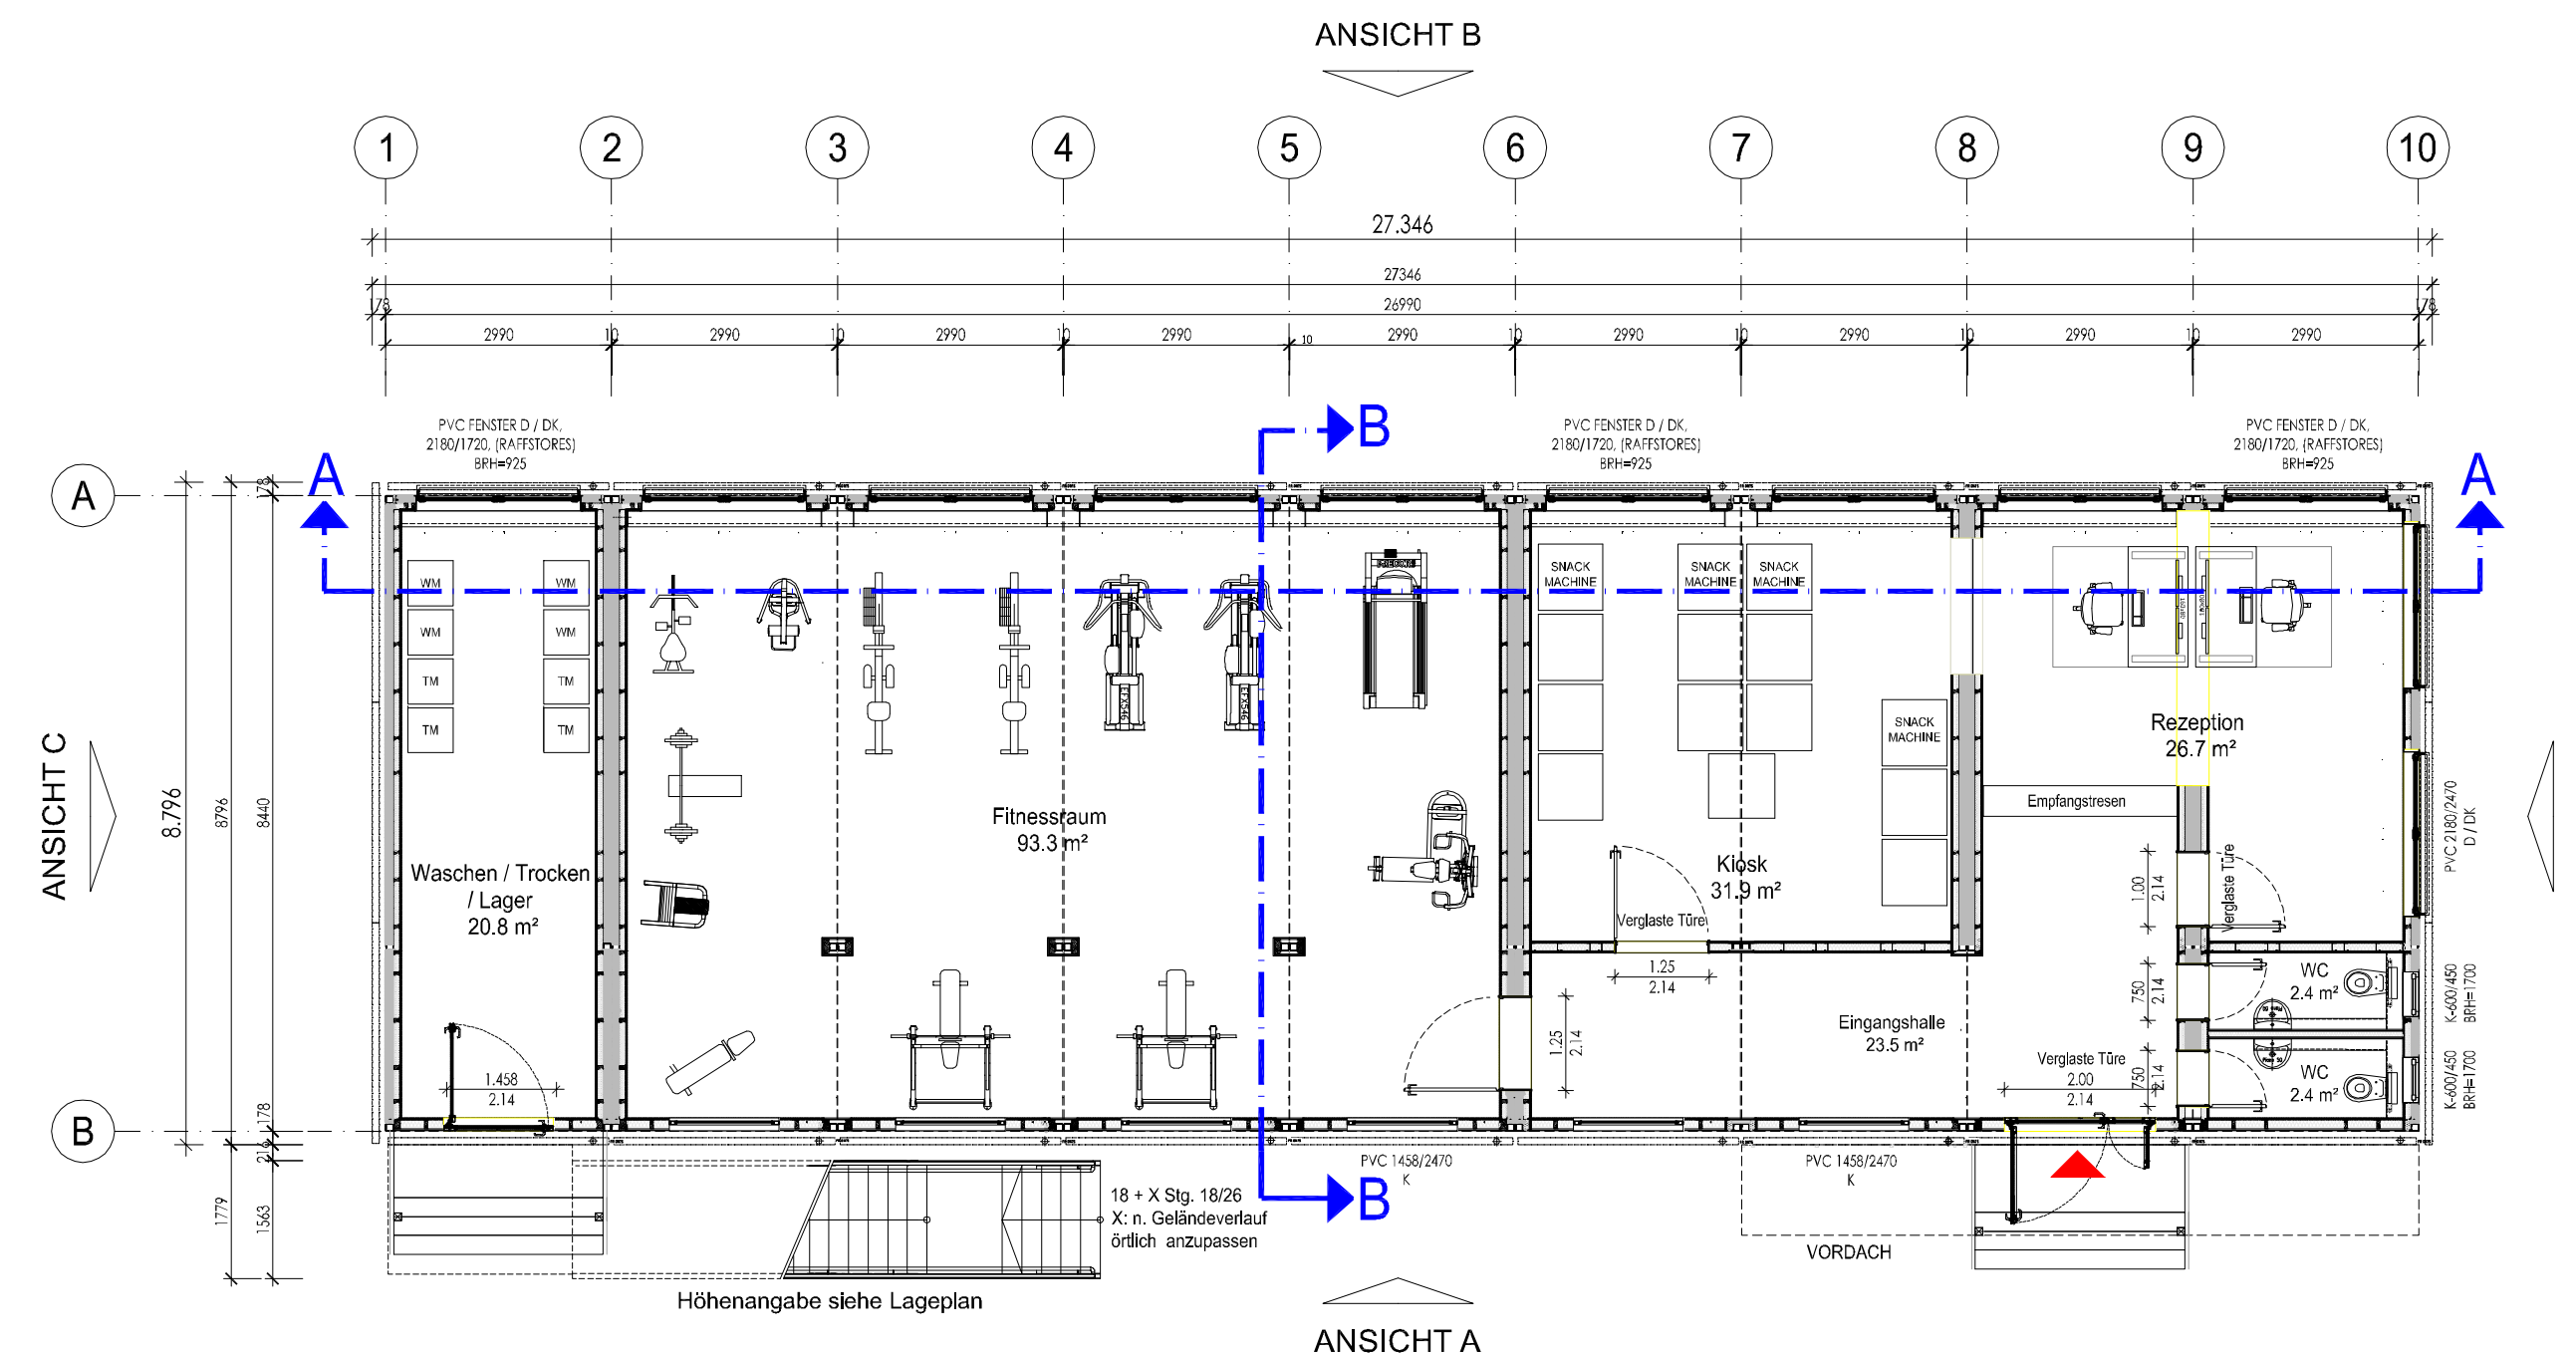 ANSICHT B
1 2 3 4 5 6 7 8 9 10
27.346
27346
178 26990 178
2990 10 2990 10 2990 10 2990 10 2990 10 2990 10 2990 10 2990 10 2990
PVC FENSTER D / DK,
2180/1720, (RAFFSTORES)
BRH=925
PVC FENSTER D / DK,
2180/1720, (RAFFSTORES)
BRH=925
PVC FENSTER D / DK,
2180/1720, (RAFFSTORES)
BRH=925
B
A
A
A
178
8440
8796
8.796
ANSICHT C
WM WM
WM WM
TM TM
TM TM
Waschen / Trocken
/ Lager
20.8 m²
1.458
2.14
EFX546
EFX546
Fitnessraum
93.3 m²
SNACK
MACHINE
SNACK
MACHINE
SNACK
MACHINE
SNACK
MACHINE
Kiosk
31.9 m²
Verglaste Türe
1.25
2.14
1.25
2.14
Rezeption
26.7 m²
Empfangstresen
Verglaste Türe
1.00
2.14
PVC 2180/2470
D / DK
WC
2.4 m²
750
2.14
K-600/450
BRH=1700
WC
2.4 m²
750
2.14
K-600/450
BRH=1700
Eingangshalle
23.5 m²
Verglaste Türe
2.00
2.14
B
178
216
1563
1779
PVC 1458/2470
K
PVC 1458/2470
K
B
18 + X Stg. 18/26
X: n. Geländeverlauf
örtlich anzupassen
VORDACH
Höhenangabe siehe Lageplan
ANSICHT A